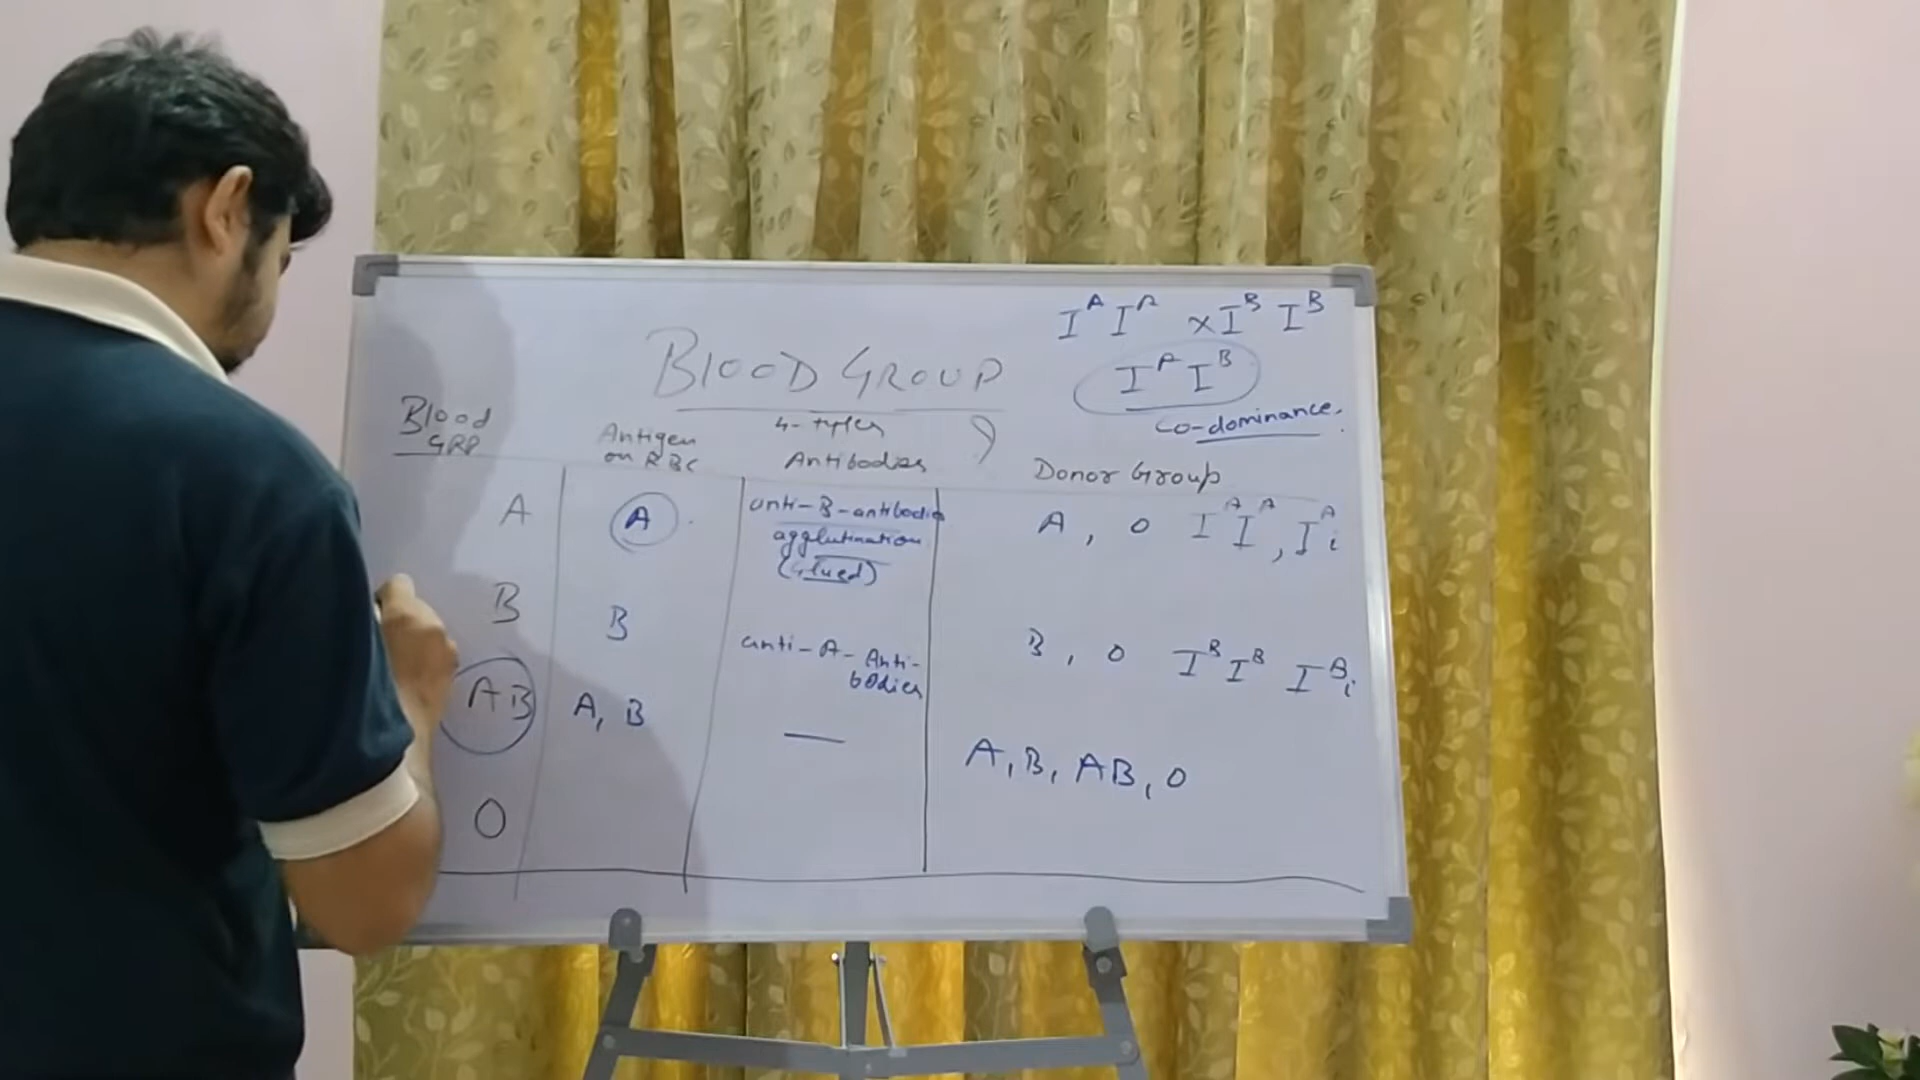 I^A I^A × I^B I^B
BLOOD GROUP
I^A I^B
4-types
Co-dominance.
Blood GRP
Antigen on RBC
Antibodies
Donor Group
A
A
anti-B-antibodies
agglutination
(Glued)
A, O I^A I^A, I^A i
B
B
anti-A-Anti-
bodies
B, O I^B I^B I^B i
AB
A, B
—
A, B, AB, O
O